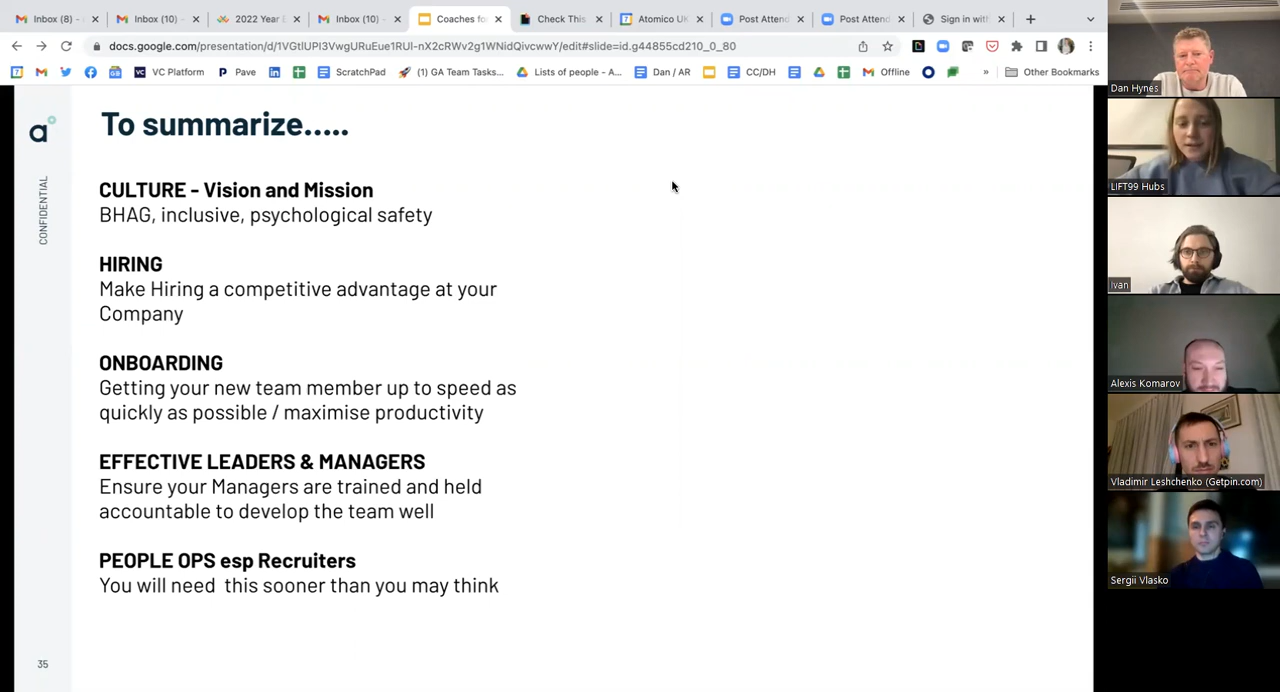 Inbox (8) -
Inbox (10) -
2022 Year E
Inbox (10) -
Coaches fo
Check This
Atomico UK
Post Attend
Post Attend
Sign in with
docs.google.com/presentation/d/1VGtlUPI3VwgURuEue1RUI-nX2cRWv2g1WNidQivcwwY/edit#slide=id.g44855cd210_0_80
VC Platform
Pave
ScratchPad
(1) GA Team Tasks...
Lists of people - A...
Dan / AR
CC/DH
Offline
»
Other Bookmarks
a
CONFIDENTIAL
To summarize.....
CULTURE - Vision and Mission
BHAG, inclusive, psychological safety
HIRING
Make Hiring a competitive advantage at your
Company
ONBOARDING
Getting your new team member up to speed as
quickly as possible / maximise productivity
EFFECTIVE LEADERS & MANAGERS
Ensure your Managers are trained and held
accountable to develop the team well
PEOPLE OPS esp Recruiters
You will need this sooner than you may think
35
Dan Hynes
LIFT99 Hubs
Ivan
Alexis Komarov
Vladimir Leshchenko (Getpin.com)
Sergii Vlasko